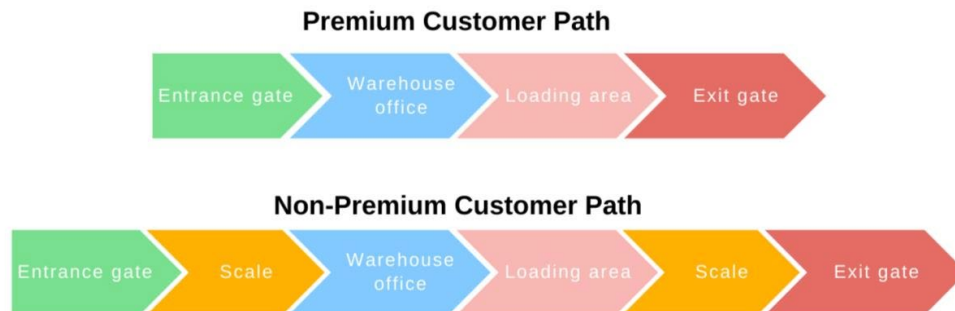 Premium Customer Path
Entrance gate
Warehouse
office
Loading area
Exit gate
Non-Premium Customer Path
Entrance gate
Scale
Warehouse
office
Loading area
Scale
Exit gate